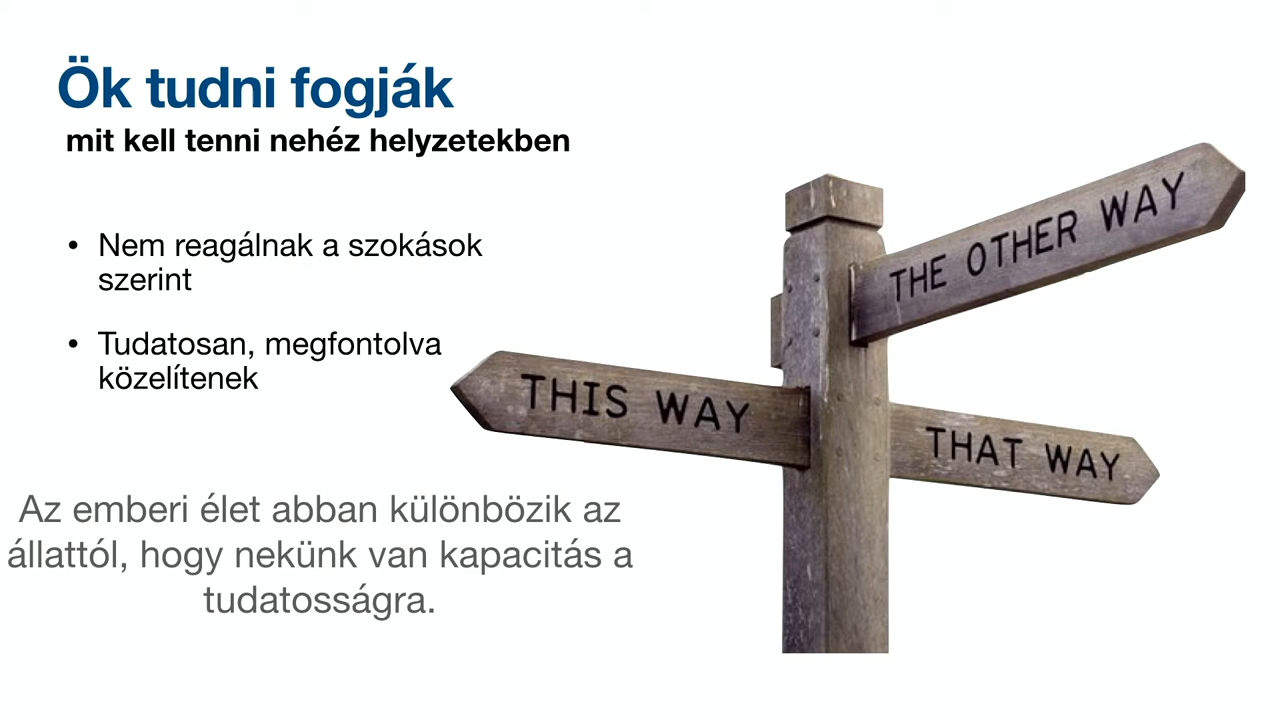 Ök tudni fogják
mit kell tenni nehéz helyzetekben
• Nem reagálnak a szokások
szerint
• Tudatosan, megfontolva
közelítenek
Az emberi élet abban különbözik az
állattól, hogy nekünk van kapacitás a
tudatosságra.
THE OTHER WAY
THIS WAY
THAT WAY